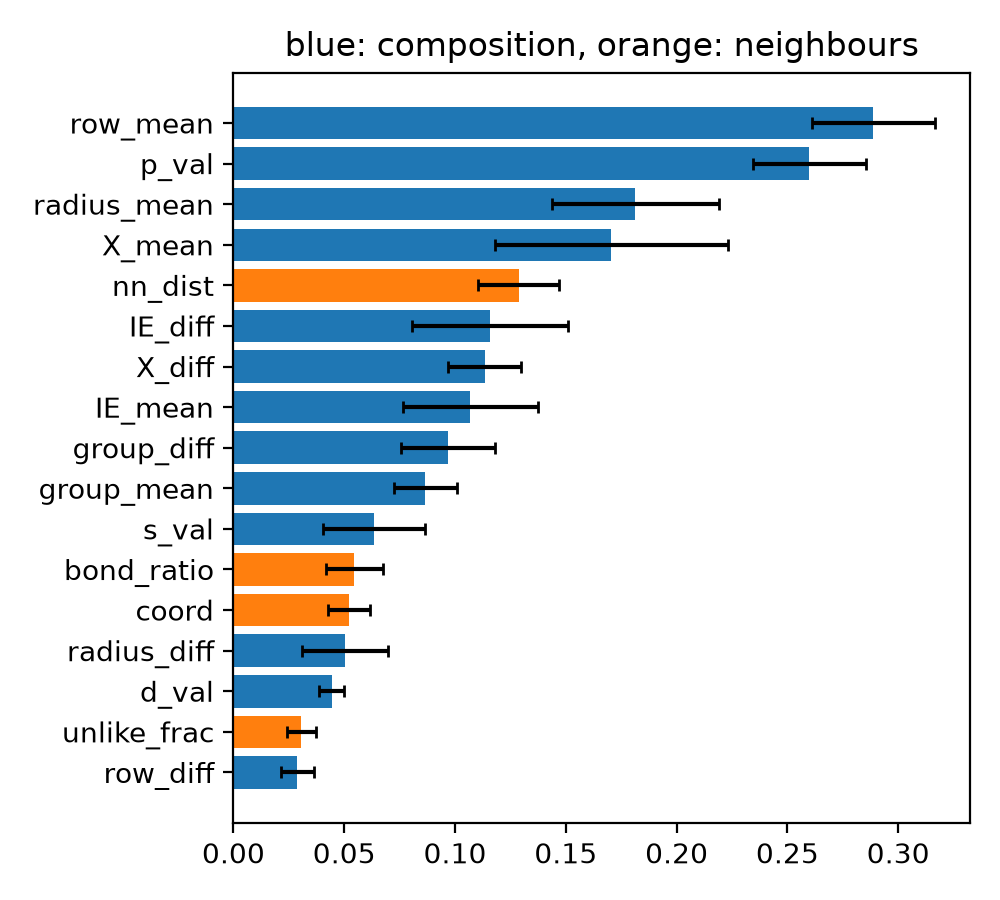 blue: composition, orange: neighbours
row_mean
p_val
radius_mean
X_mean
nn_dist
IE_diff
X_diff
IE_mean
group_diff
group_mean
s_val
bond_ratio
coord
radius_diff
d_val
unlike_frac
row_diff
0.00 0.05 0.10 0.15 0.20 0.25 0.30